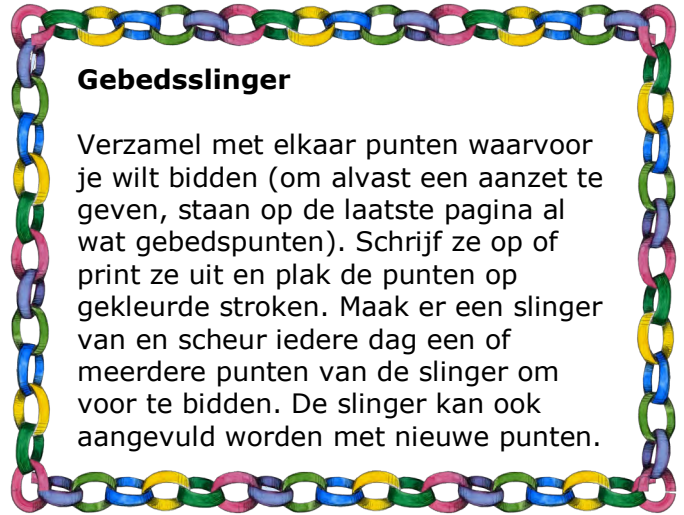 Gebedsslinger
Verzamel met elkaar punten waarvoor
je wilt bidden (om alvast een aanzet te
geven, staan op de laatste pagina al
wat gebedspunten). Schrijf ze op of
print ze uit en plak de punten op
gekleurde stroken. Maak er een slinger
van en scheur iedere dag een of
meerdere punten van de slinger om
voor te bidden. De slinger kan ook
aangevuld worden met nieuwe punten.